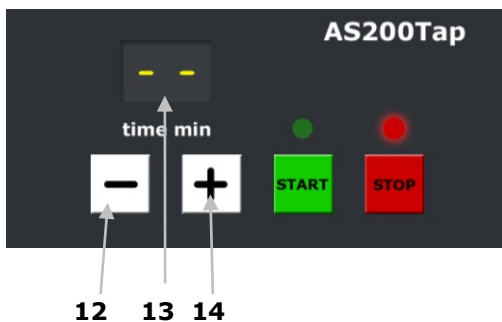 AS200Tap
- -
time min
- +
START
STOP
12 13 14